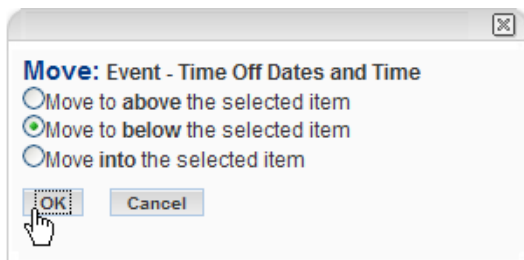 Move: Event - Time Off Dates and Time
Move to above the selected item
Move to below the selected item
Move into the selected item
OK Cancel